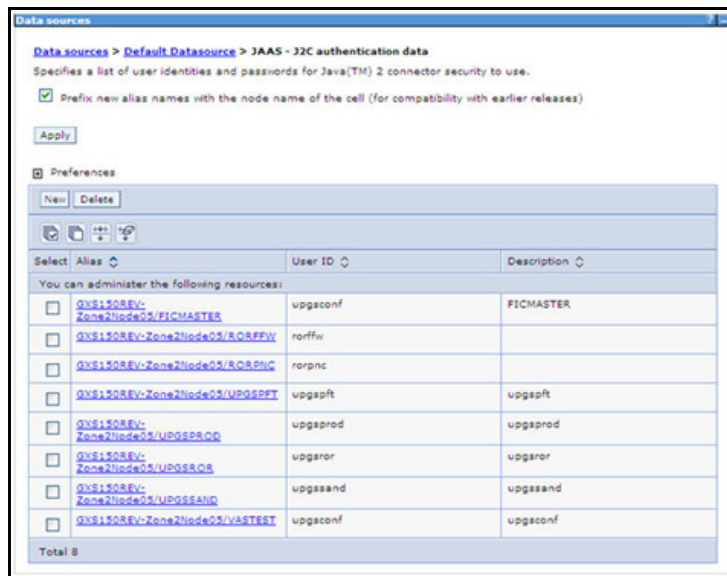 Data sources
Data sources > Default Datasource > JAAS - J2C authentication data
Specifies a list of user identities and passwords for Java(TM) 2 connector security to use.
Prefix new alias names with the node name of the cell (for compatibility with earlier releases)
Apply
Preferences
New Delete
Select Alias User ID Description
You can administer the following resources:
GXS150REV-
Zone2Node05/FICMASTER upgsconf FICMASTER
GXS150REV-Zone2Node05/RORFFW rorffw
GXS150REV-Zone2Node05/RORPNC rorpnc
GXS150REV-Zone2Node05/UPGSPFT upgspft upgspft
GXS150REV-
Zone2Node05/UPGSPROD upgsprod upgsprod
GXS150REV-
Zone2Node05/UPGSROR upgsror upgsror
GXS150REV-
Zone2Node05/UPGSSAND upgssand upgssand
GXS150REV-Zone2Node05/VASTEST upgsconf upgsconf
Total 8